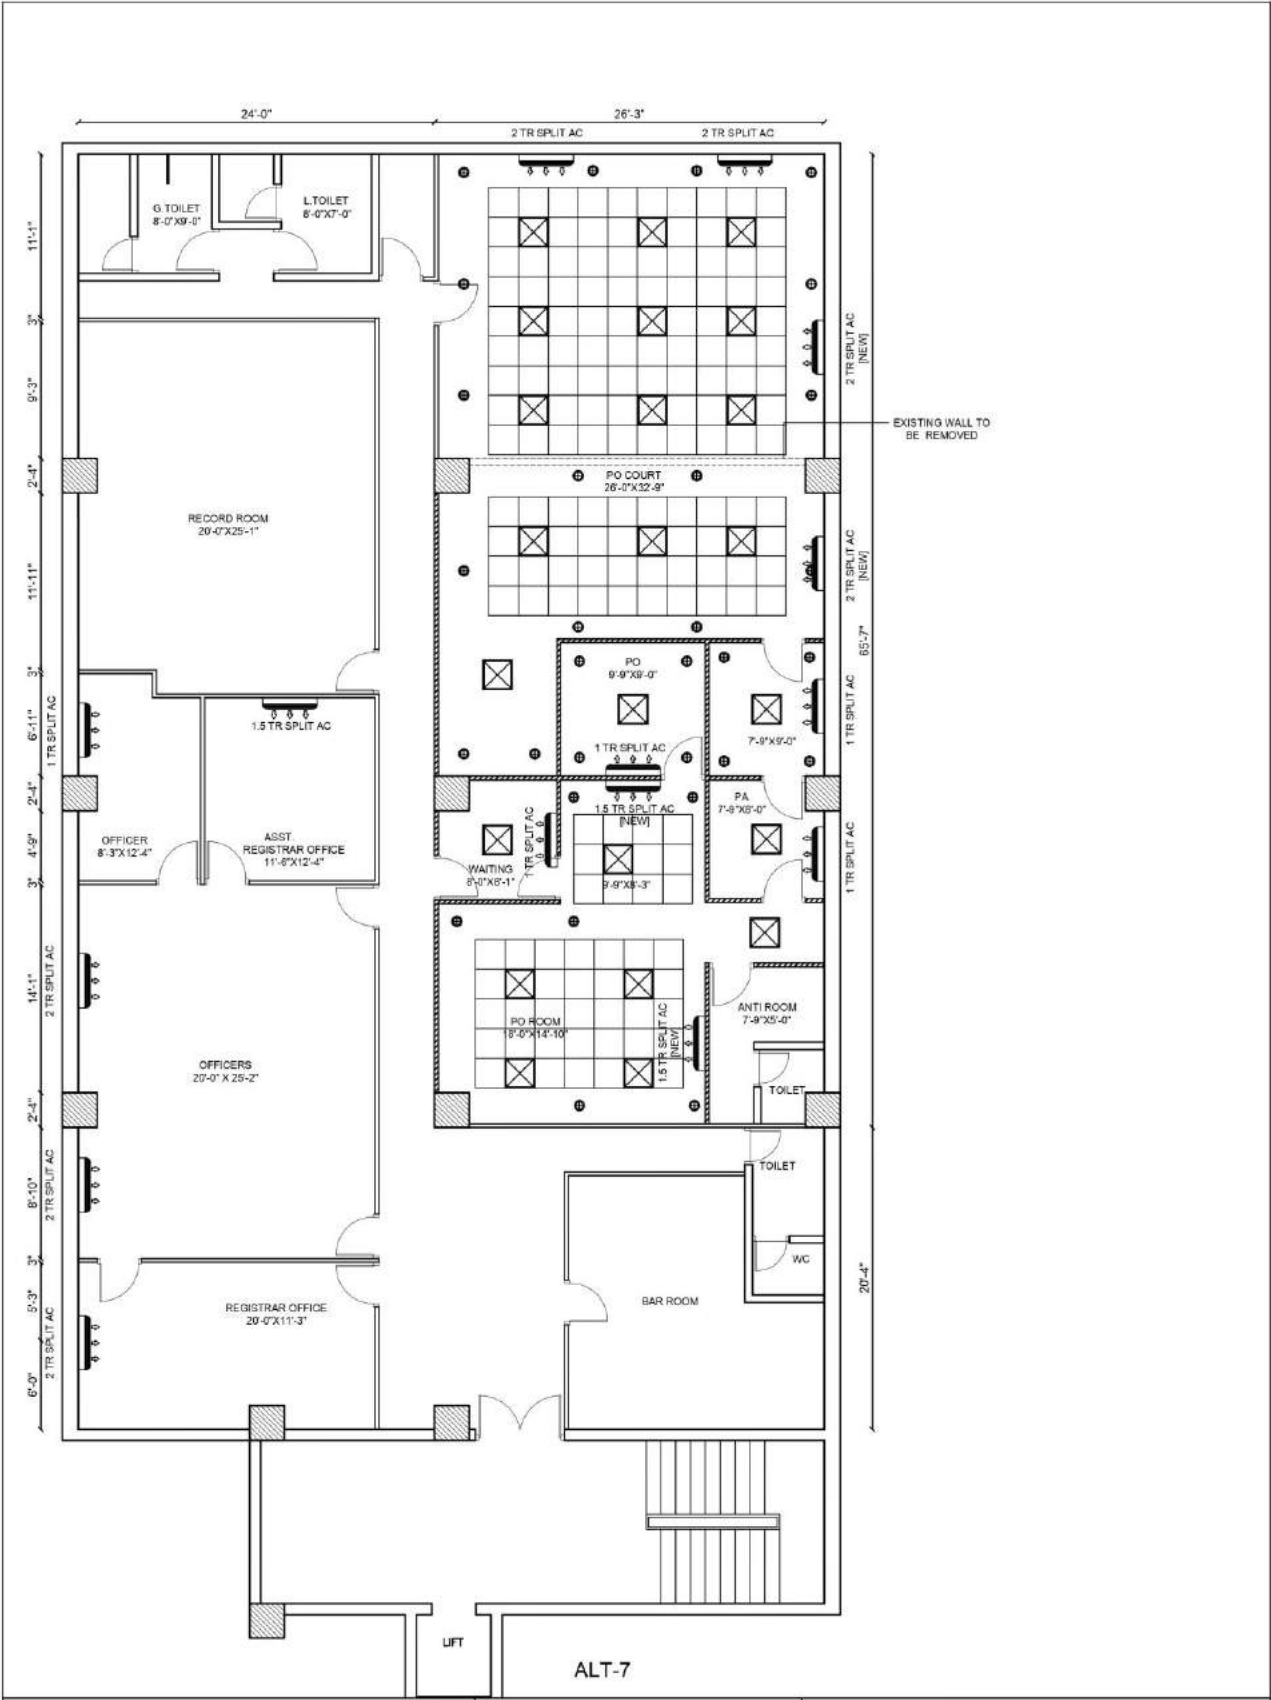 24'-0"
26'-3"
2 TR SPLIT AC
2 TR SPLIT AC
G.TOILET
8'-0"X9'-0"
L.TOILET
8'-0"X7'-0"
11'-1"
3"
9'-3"
2 TR SPLIT AC
[NEW]
EXISTING WALL TO
BE REMOVED
2'-4"
PO COURT
26'-0"X32'-9"
RECORD ROOM
20'-0"X25'-1"
11'-11"
2 TR SPLIT AC
[NEW]
65'-7"
3"
PO
9'-9"X9'-0"
6'-11"
1 TR SPLIT AC
1.5 TR SPLIT AC
1 TR SPLIT AC
7'-9"X9'-0"
1 TR SPLIT AC
2'-4"
PA
7'-9"X8'-0"
1.5 TR SPLIT AC
[NEW]
1 TR SPLIT AC
4'-9"
OFFICER
8'-3"X12'-4"
ASST.
REGISTRAR OFFICE
11'-6"X12'-4"
WAITING
8'-0"X8'-1"
9'-9"X8'-3"
1 TR SPLIT AC
3"
14'-1"
2 TR SPLIT AC
ANTI ROOM
7'-9"X5'-0"
PO ROOM
18'-0"X14'-10"
1.5 TR SPLIT AC
[NEW]
OFFICERS
20'-0" X 25'-2"
TOILET
2'-4"
TOILET
8'-10"
2 TR SPLIT AC
3"
WC
20'-4"
5'-3"
REGISTRAR OFFICE
20'-0"X11'-3"
BAR ROOM
2 TR SPLIT AC
6'-0"
LIFT
ALT-7